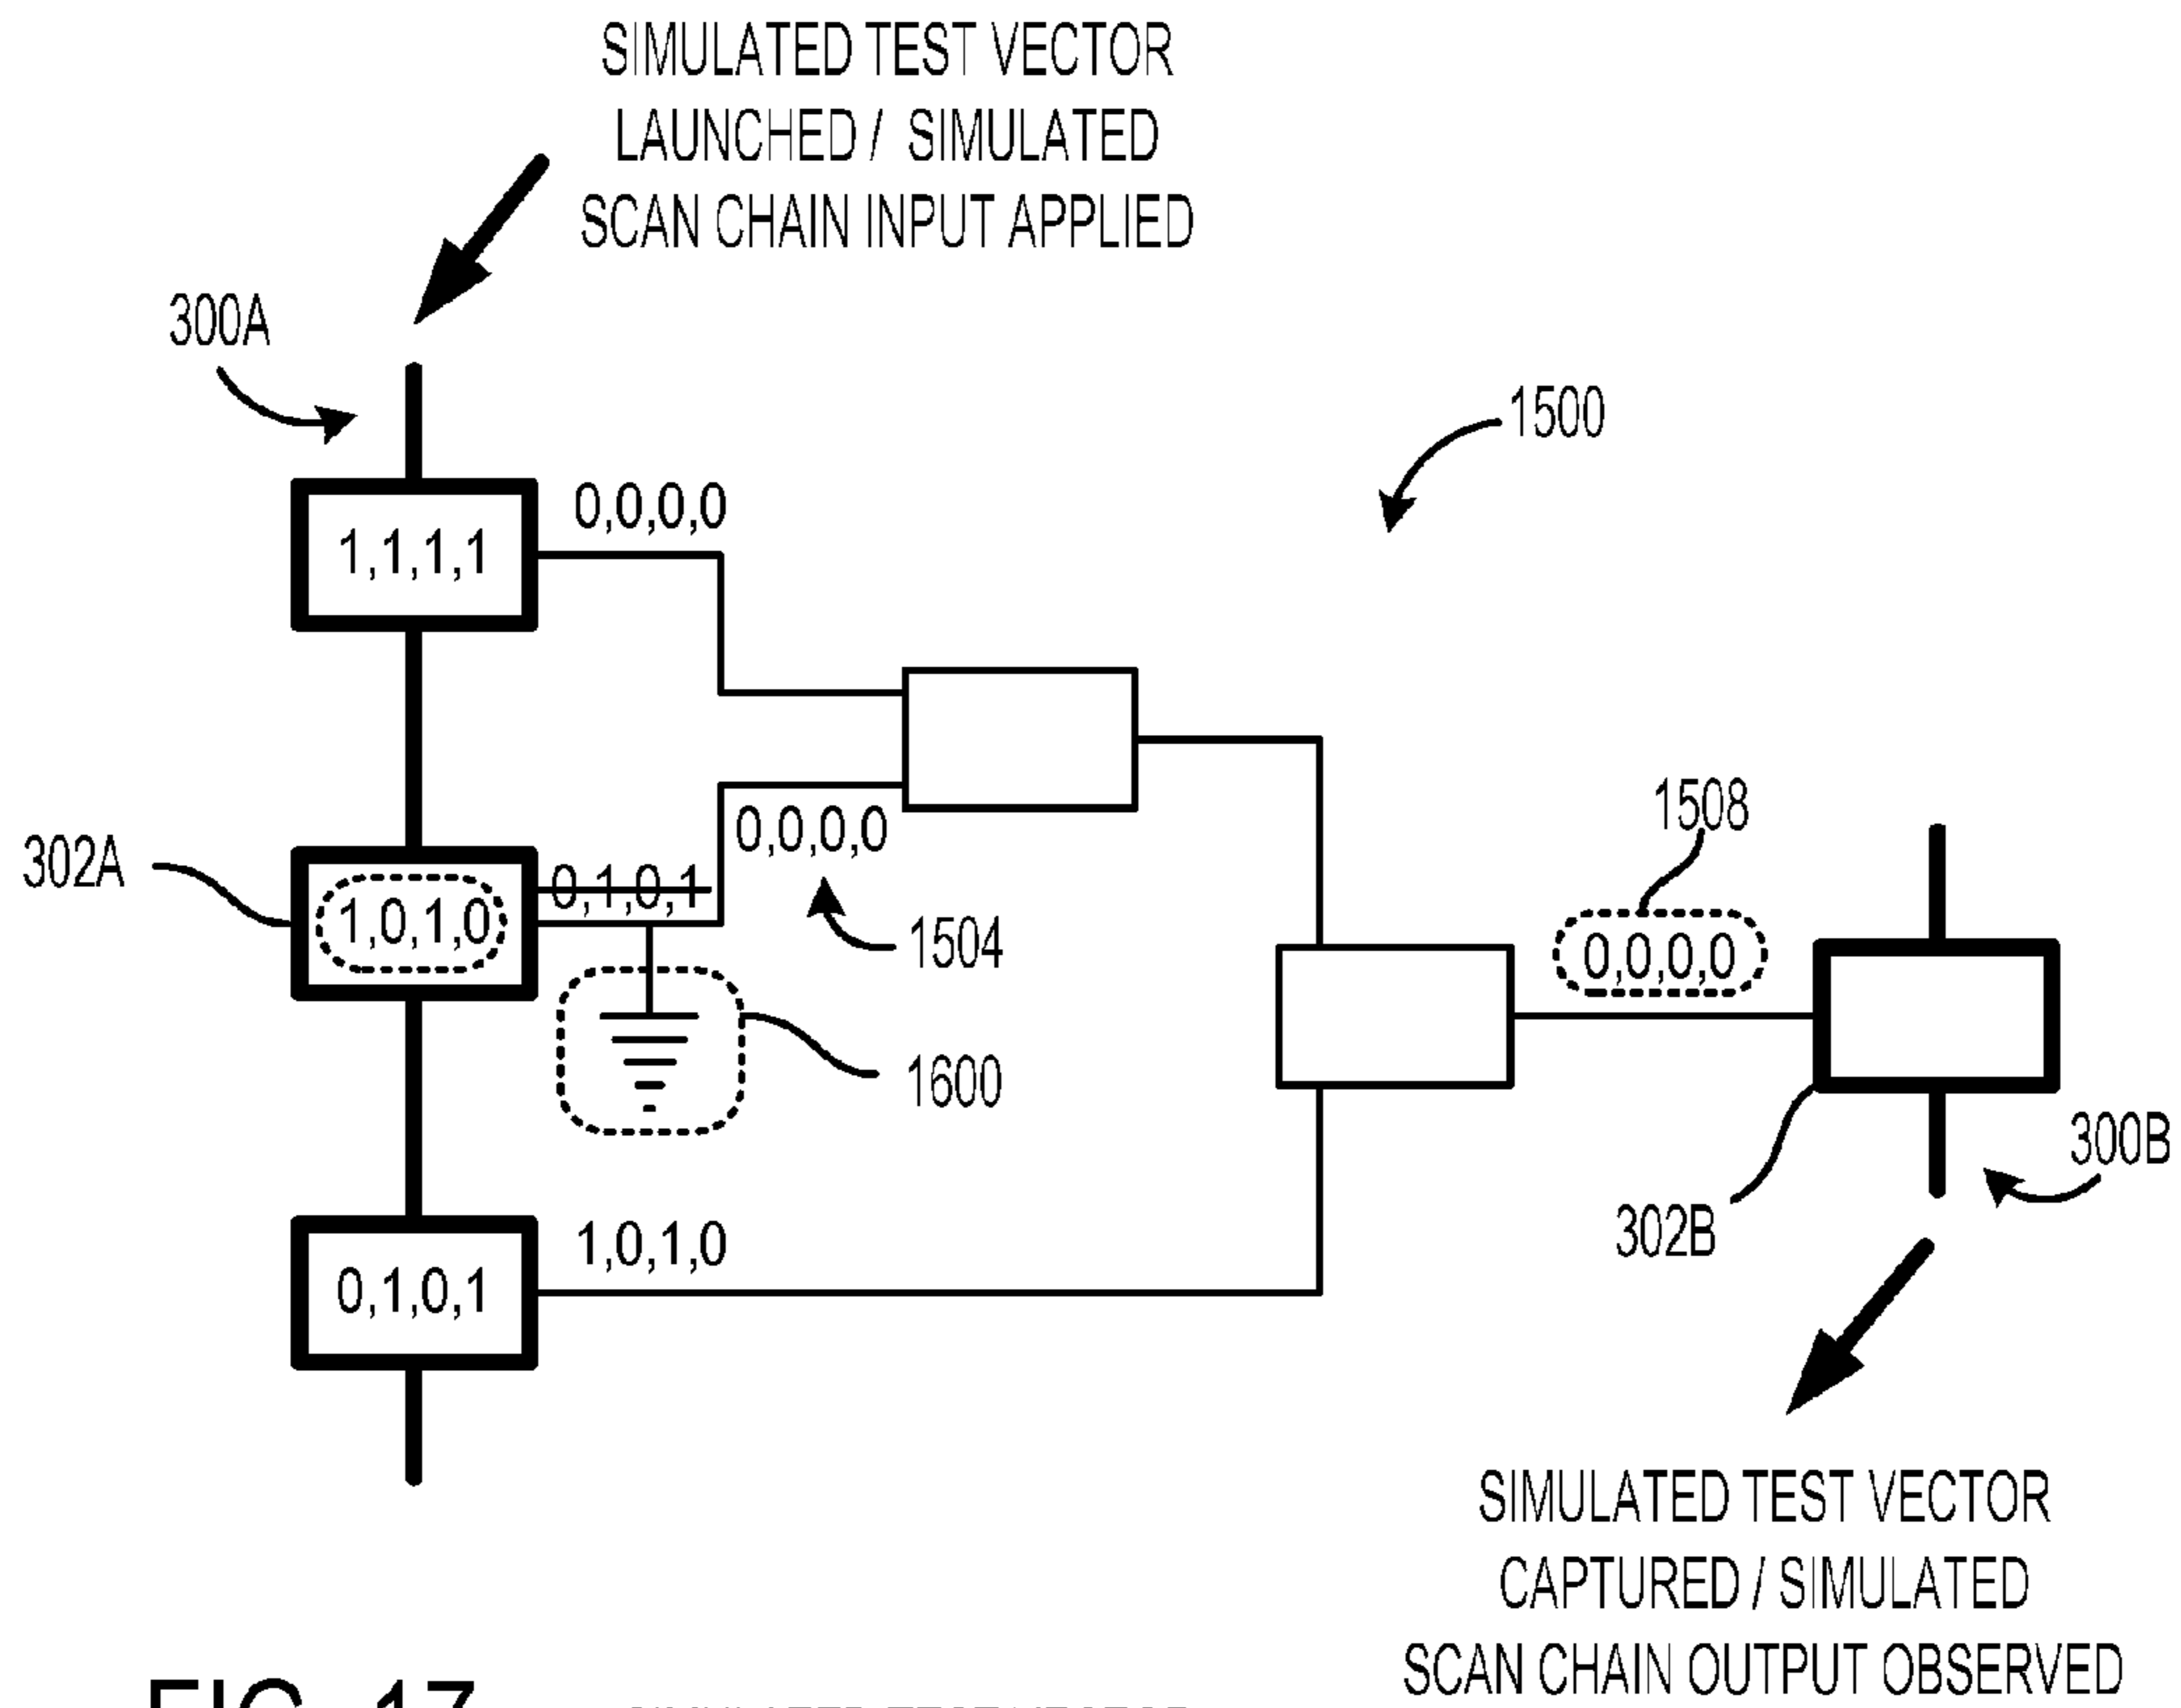 SIMULATED TEST VECTOR
LAUNCHED / SIMULATED
SCAN CHAIN INPUT APPLIED
300A
1500
0,0,0,0
1,1,1,1
1508
0,0,0,0
302A
0,1,0,1
1,0,1,0
1504
0,0,0,0
1600
300B
302B
1,0,1,0
0,1,0,1
SIMULATED TEST VECTOR
CAPTURED / SIMULATED
SCAN CHAIN OUTPUT OBSERVED
FIG. 17